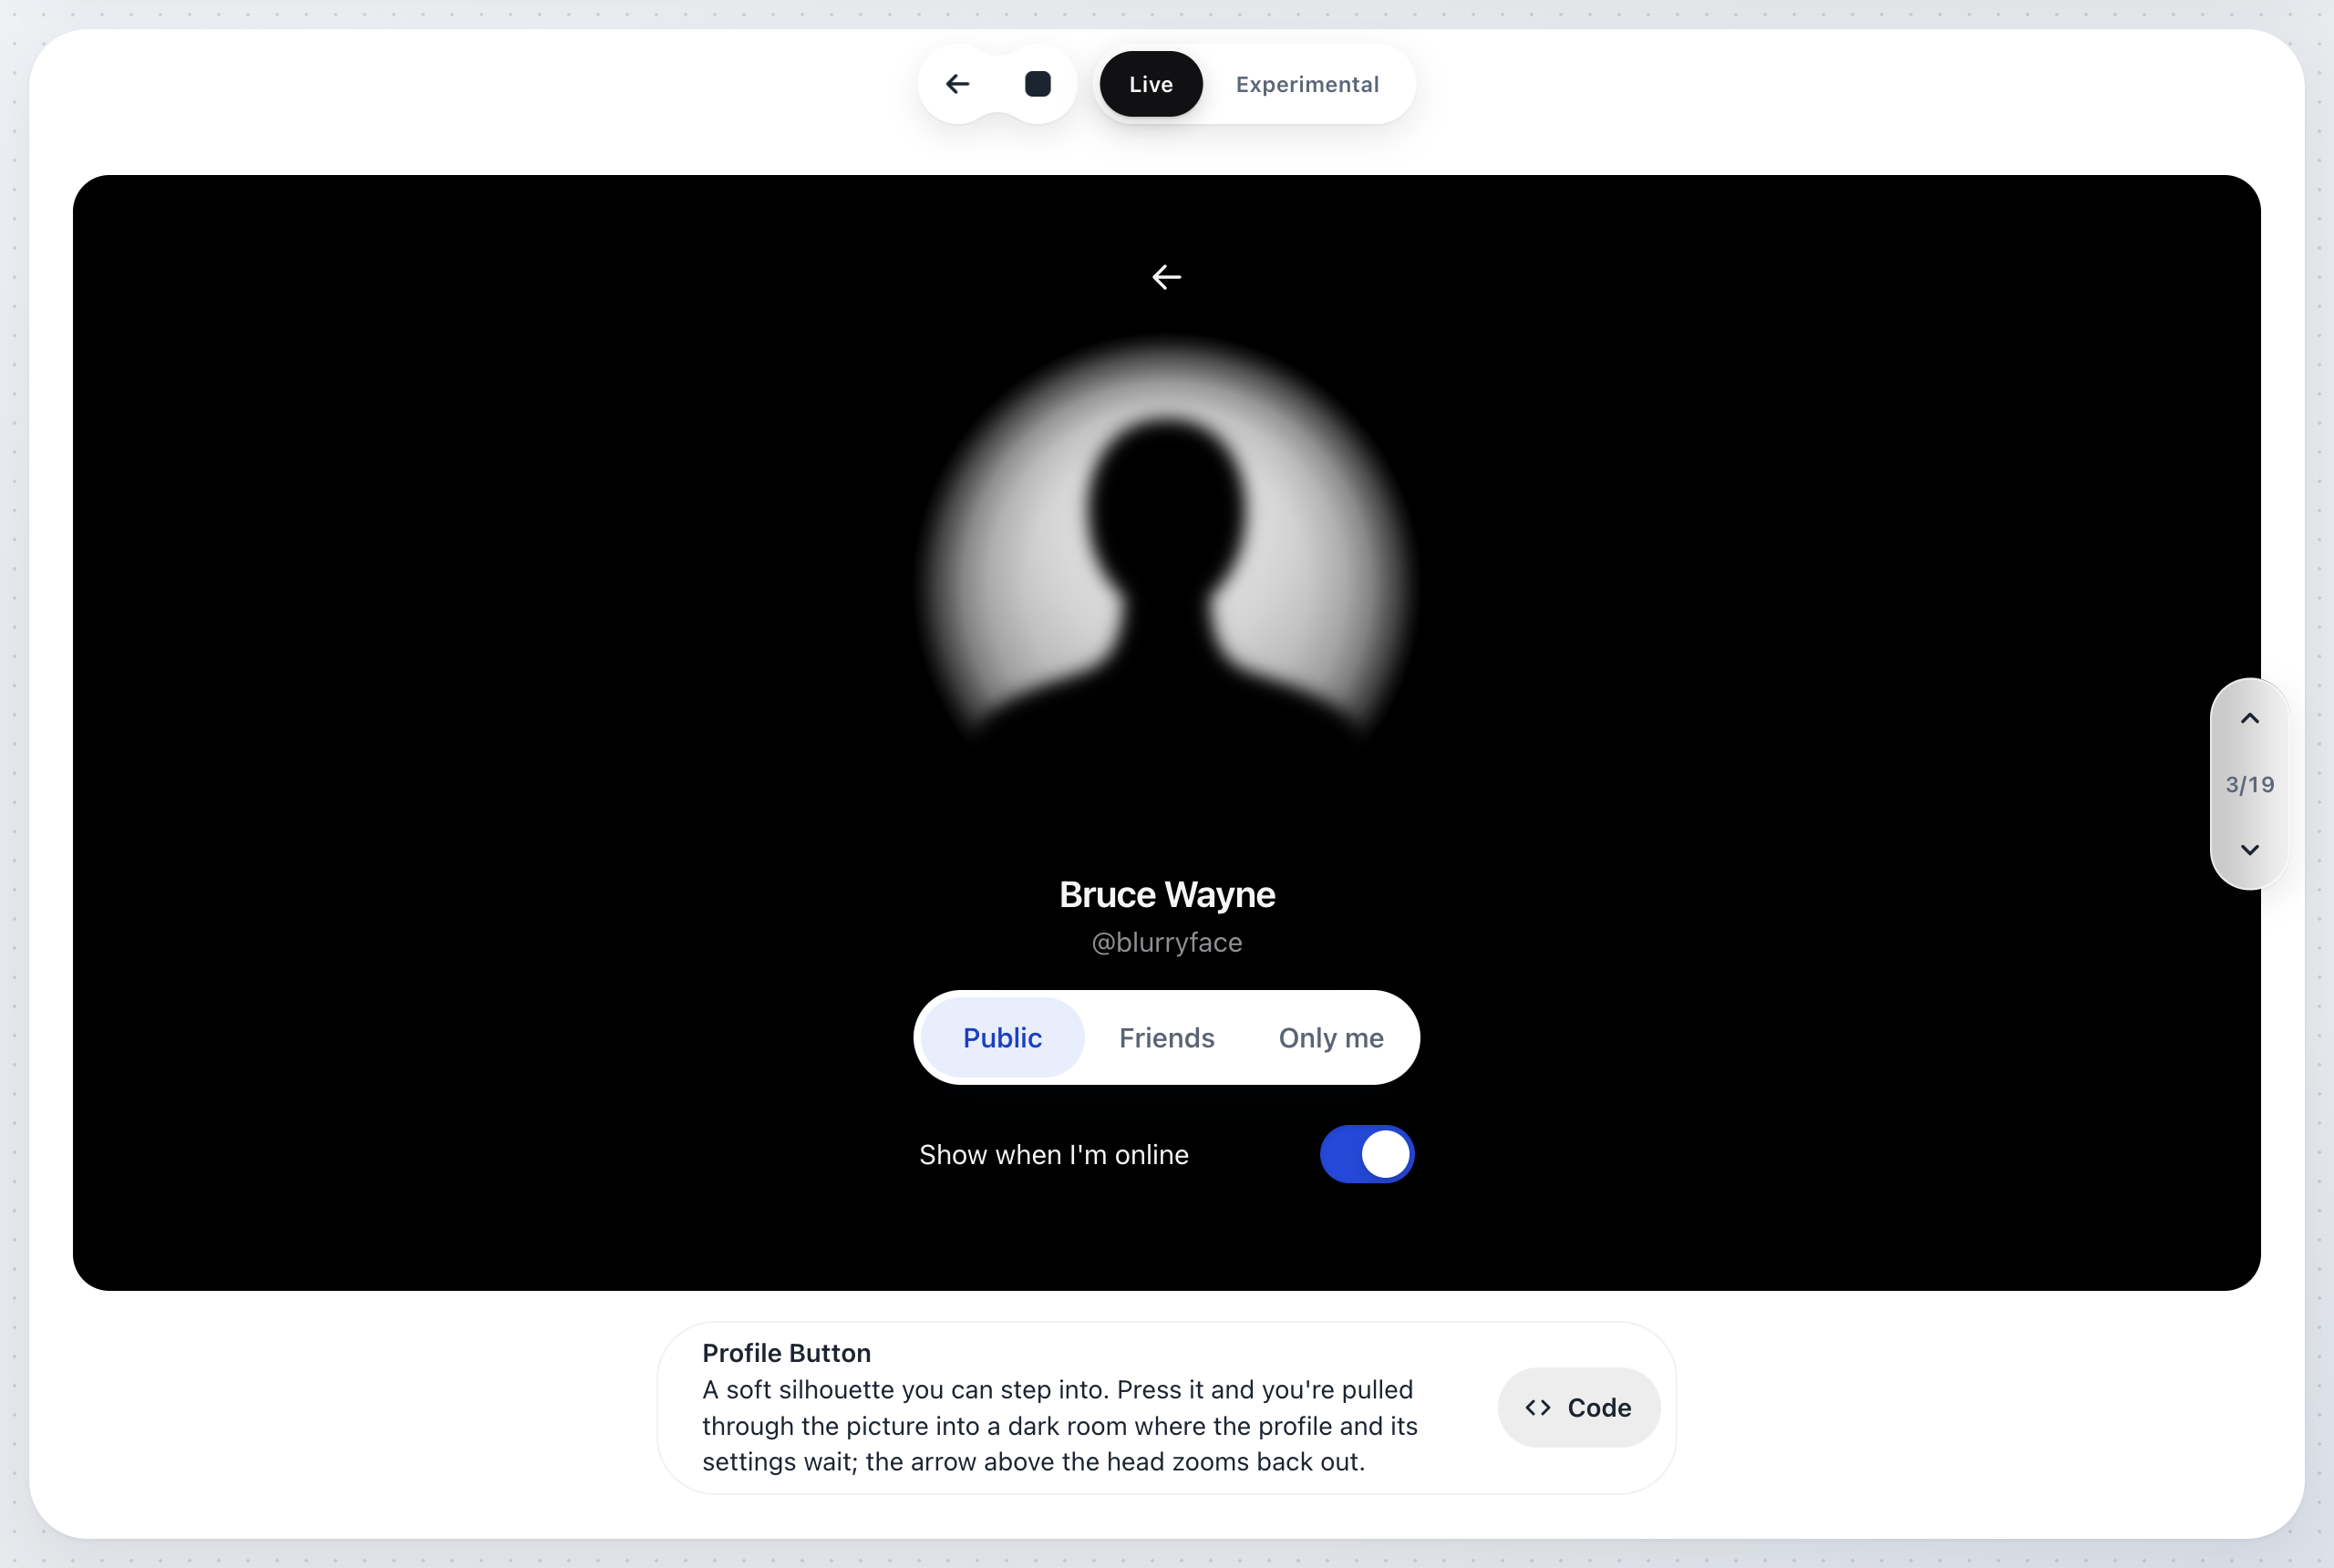 Live
Experimental
3/19
Bruce Wayne
@blurryface
Public
Friends
Only me
Show when I'm online
Profile Button
A soft silhouette you can step into. Press it and you're pulled
through the picture into a dark room where the profile and its
settings wait; the arrow above the head zooms back out.
Code